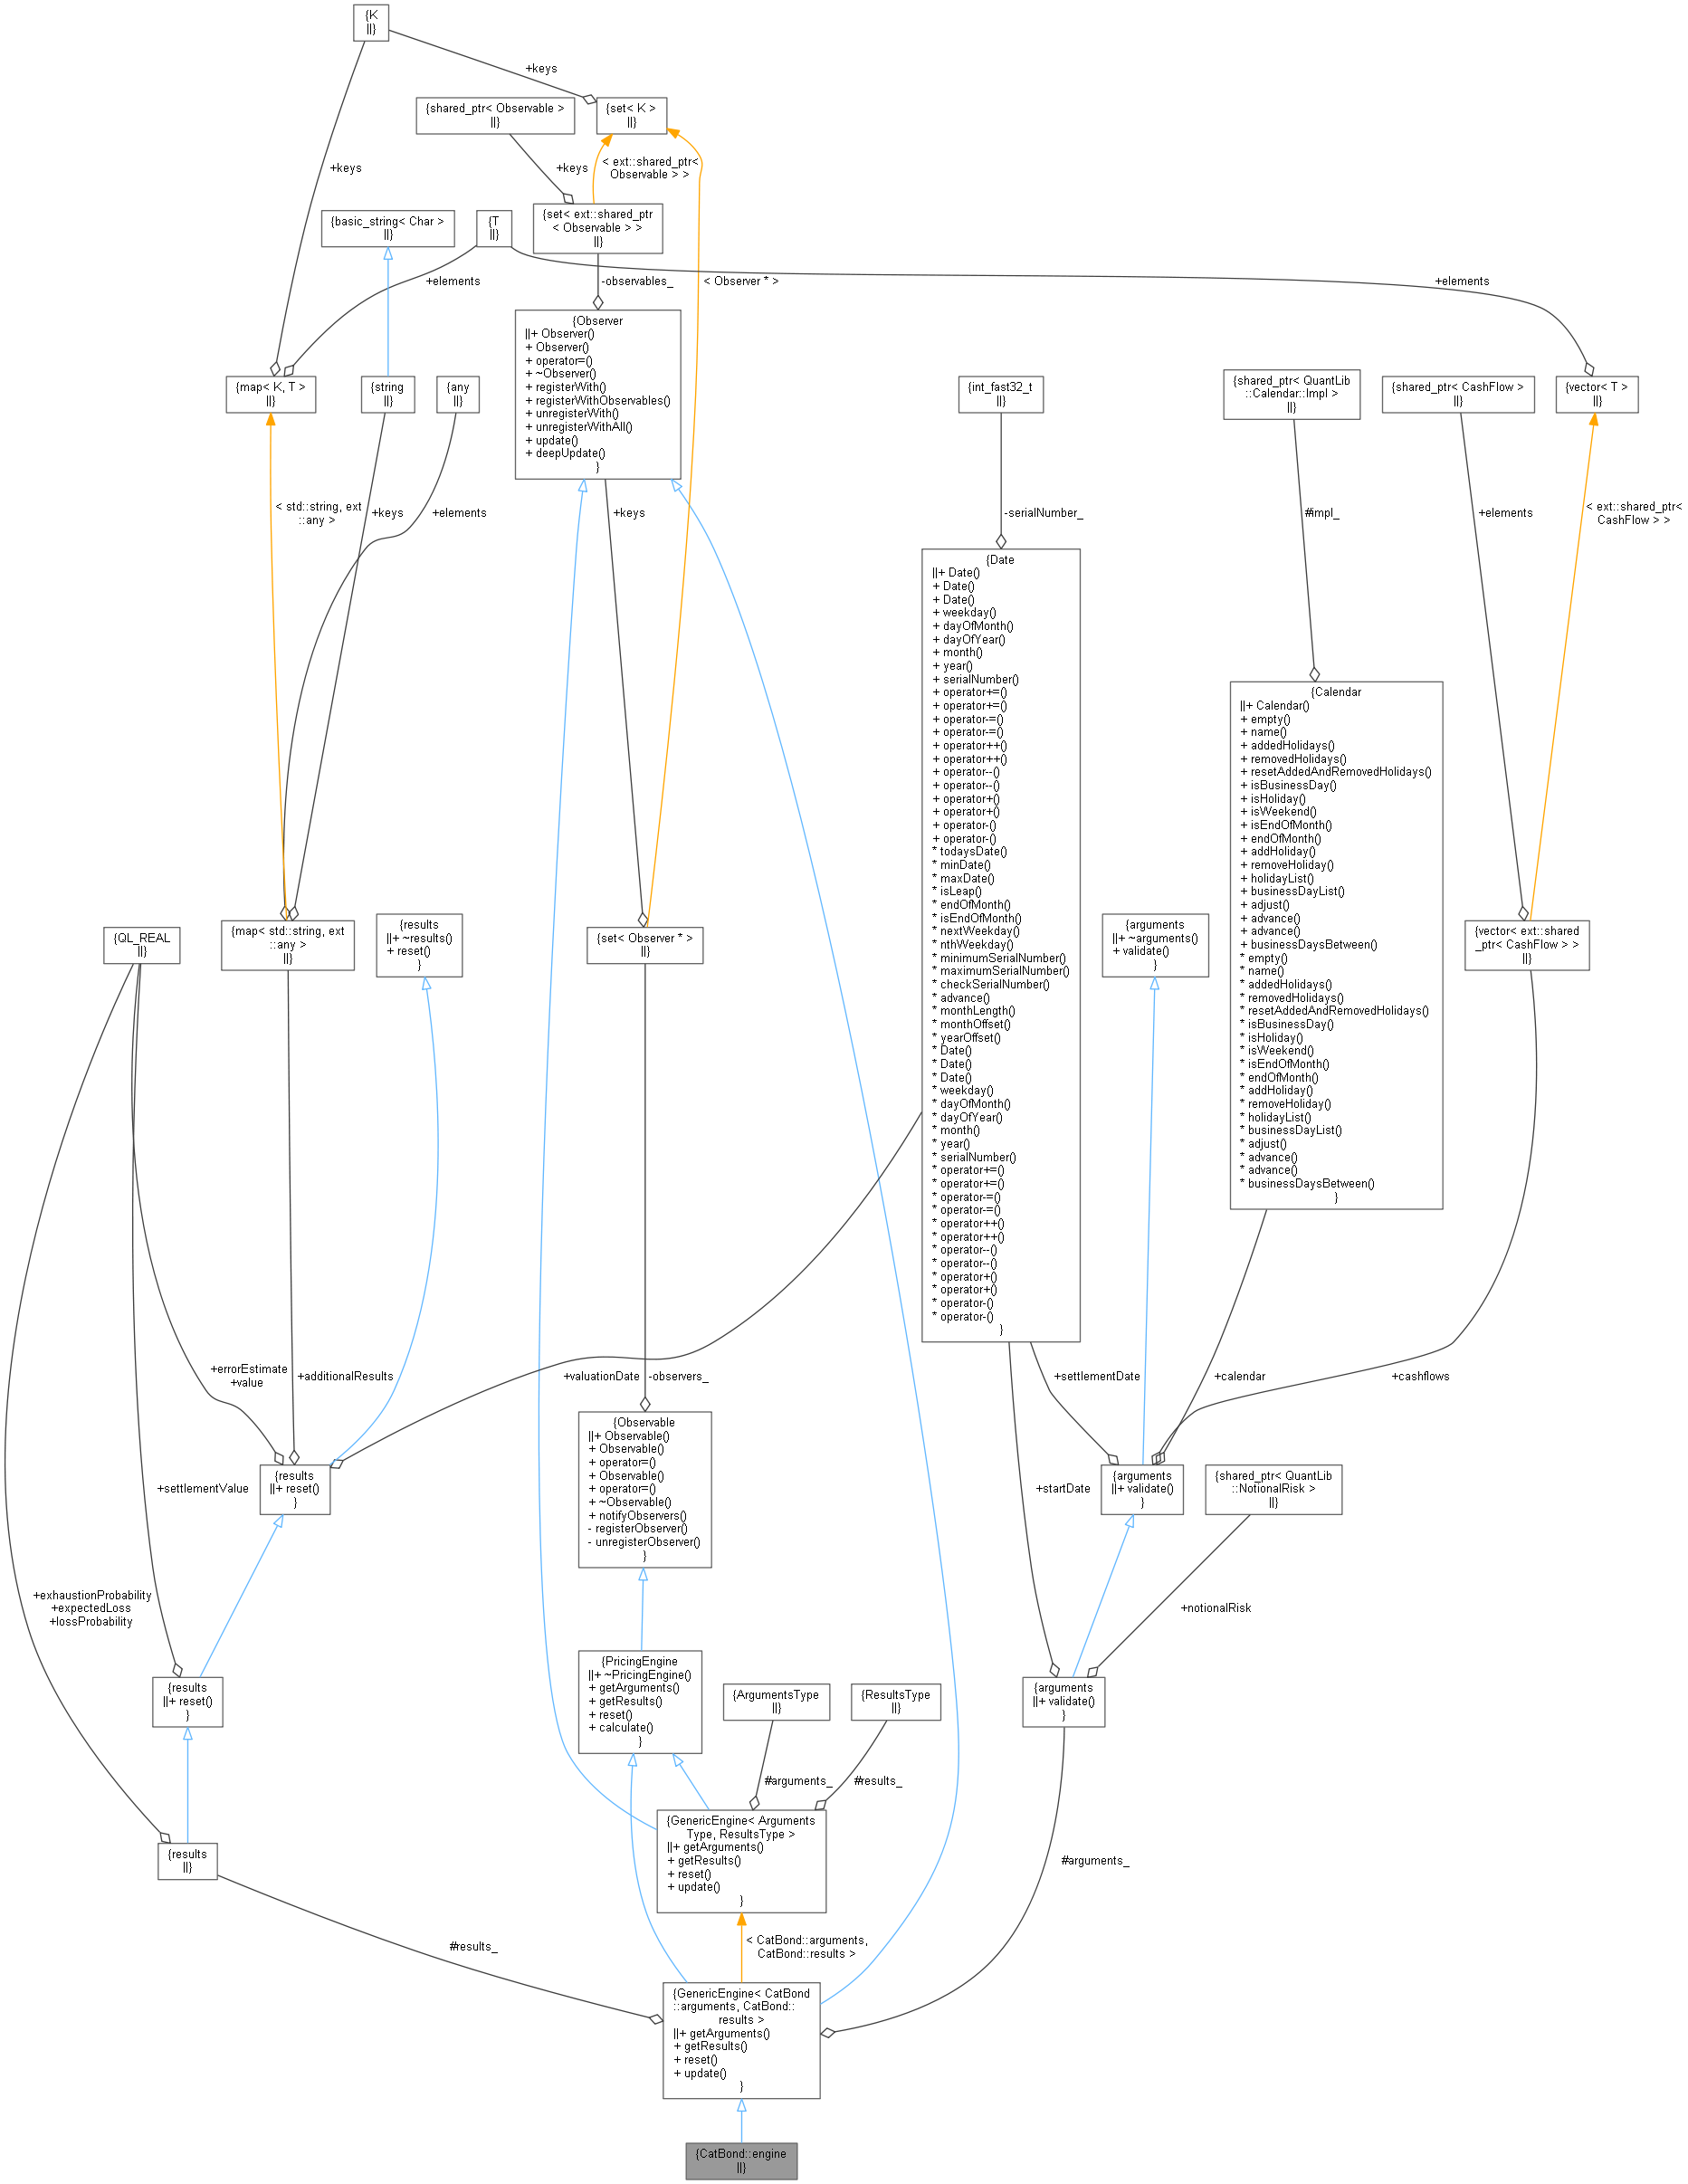 {K
||}
+keys
{shared_ptr< Observable >
||}
{set< K >
||}
+keys
+keys
< ext::shared_ptr<
Observable > >
{basic_string< Char >
||}
{T
||}
{set< ext::shared_ptr
< Observable > >
||}
+elements
-observables_
< Observer * >
+elements
{Observer
||+ Observer()
+ Observer()
+ operator=()
+ ~Observer()
+ registerWith()
+ registerWithObservables()
+ unregisterWith()
+ unregisterWithAll()
+ update()
+ deepUpdate()
}
{map< K, T >
||}
{string
||}
{any
||}
{int_fast32_t
||}
{shared_ptr< QuantLib
::Calendar::Impl >
||}
{shared_ptr< CashFlow >
||}
{vector< T >
||}
< std::string, ext
::any >
+keys
+elements
+keys
-serialNumber_
#impl_
+elements
< ext::shared_ptr<
CashFlow > >
{Date
||+ Date()
+ Date()
+ Date()
+ weekday()
+ dayOfMonth()
+ dayOfYear()
+ month()
+ year()
+ serialNumber()
+ operator+=()
+ operator+=()
+ operator-=()
+ operator-=()
+ operator++()
+ operator++()
+ operator--()
+ operator--()
+ operator+()
+ operator+()
+ operator-()
+ operator-()
* todaysDate()
* minDate()
* maxDate()
* isLeap()
* endOfMonth()
* isEndOfMonth()
* nextWeekday()
* nthWeekday()
* minimumSerialNumber()
* maximumSerialNumber()
* checkSerialNumber()
* advance()
* monthLength()
* monthOffset()
* yearOffset()
* Date()
* Date()
* Date()
* weekday()
* dayOfMonth()
* dayOfYear()
* month()
* year()
* serialNumber()
* operator+=()
* operator+=()
* operator-=()
* operator-=()
* operator++()
* operator++()
* operator--()
* operator--()
* operator+()
* operator+()
* operator-()
* operator-()
}
{Calendar
||+ Calendar()
+ empty()
+ name()
+ addedHolidays()
+ removedHolidays()
+ resetAddedAndRemovedHolidays()
+ isBusinessDay()
+ isHoliday()
+ isWeekend()
+ isEndOfMonth()
+ endOfMonth()
+ addHoliday()
+ removeHoliday()
+ holidayList()
+ businessDayList()
+ adjust()
+ advance()
+ advance()
+ businessDaysBetween()
* empty()
* name()
* addedHolidays()
* removedHolidays()
* resetAddedAndRemovedHolidays()
* isBusinessDay()
* isHoliday()
* isWeekend()
* isEndOfMonth()
* endOfMonth()
* addHoliday()
* removeHoliday()
* holidayList()
* businessDayList()
* adjust()
* advance()
* advance()
* businessDaysBetween()
}
{QL_REAL
||}
{map< std::string, ext
::any >
||}
{results
||+ ~results()
+ reset()
}
{set< Observer * >
||}
{arguments
||+ ~arguments()
+ validate()
}
{vector< ext::shared
_ptr< CashFlow > >
||}
+errorEstimate
+value
+additionalResults
+valuationDate
-observers_
+settlementDate
+calendar
+cashflows
{Observable
||+ Observable()
+ Observable()
+ operator=()
+ Observable()
+ operator=()
+ ~Observable()
+ notifyObservers()
- registerObserver()
- unregisterObserver()
}
+settlementValue
{results
||+ reset()
}
+startDate
{arguments
||+ validate()
}
{shared_ptr< QuantLib
::NotionalRisk >
||}
+exhaustionProbability
+expectedLoss
+lossProbability
+notionalRisk
{results
||+ reset()
}
{PricingEngine
||+ ~PricingEngine()
+ getArguments()
+ getResults()
+ reset()
+ calculate()
}
{ArgumentsType
||}
{ResultsType
||}
{arguments
||+ validate()
}
#arguments_
#results_
{results
||}
{GenericEngine< Arguments
Type, ResultsType >
||+ getArguments()
+ getResults()
+ reset()
+ update()
}
#arguments_
#results_
< CatBond::arguments,
CatBond::results >
{GenericEngine< CatBond
::arguments, CatBond::
results >
||+ getArguments()
+ getResults()
+ reset()
+ update()
}
{CatBond::engine
||}